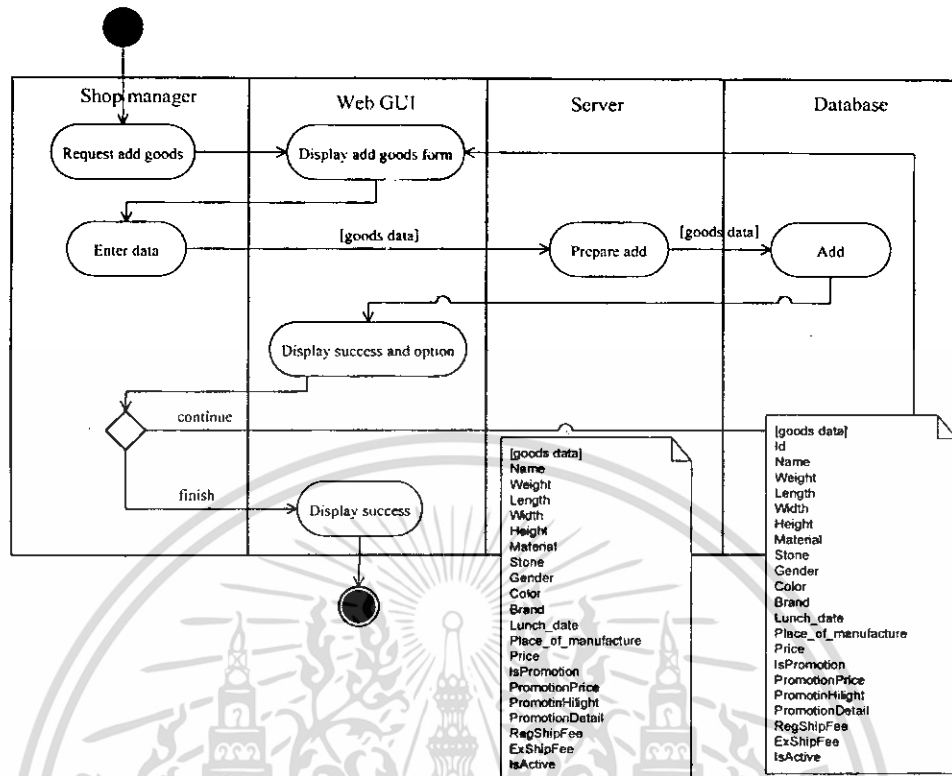 Shop manager
Web GUI
Server
Database
Request add goods
Display add goods form
Enter data
[goods data]
Prepare add
[goods data]
Add
Display success and option
continue
finish
Display success
[goods data]
Name
Weight
Length
Width
Height
Material
Stone
Gender
Color
Brand
Lunch_date
Place_of_manufacture
Price
IsPromotion
PromotionPrice
PromotinHilight
PromotionDetail
RegShipFee
ExShipFee
IsActive
[goods data]
Id
Name
Weight
Length
Width
Height
Material
Stone
Gender
Color
Brand
Lunch_date
Place_of_manufacture
Price
IsPromotion
PromotionPrice
PromotinHilight
PromotionDetail
RegShipFee
ExShipFee
IsActive